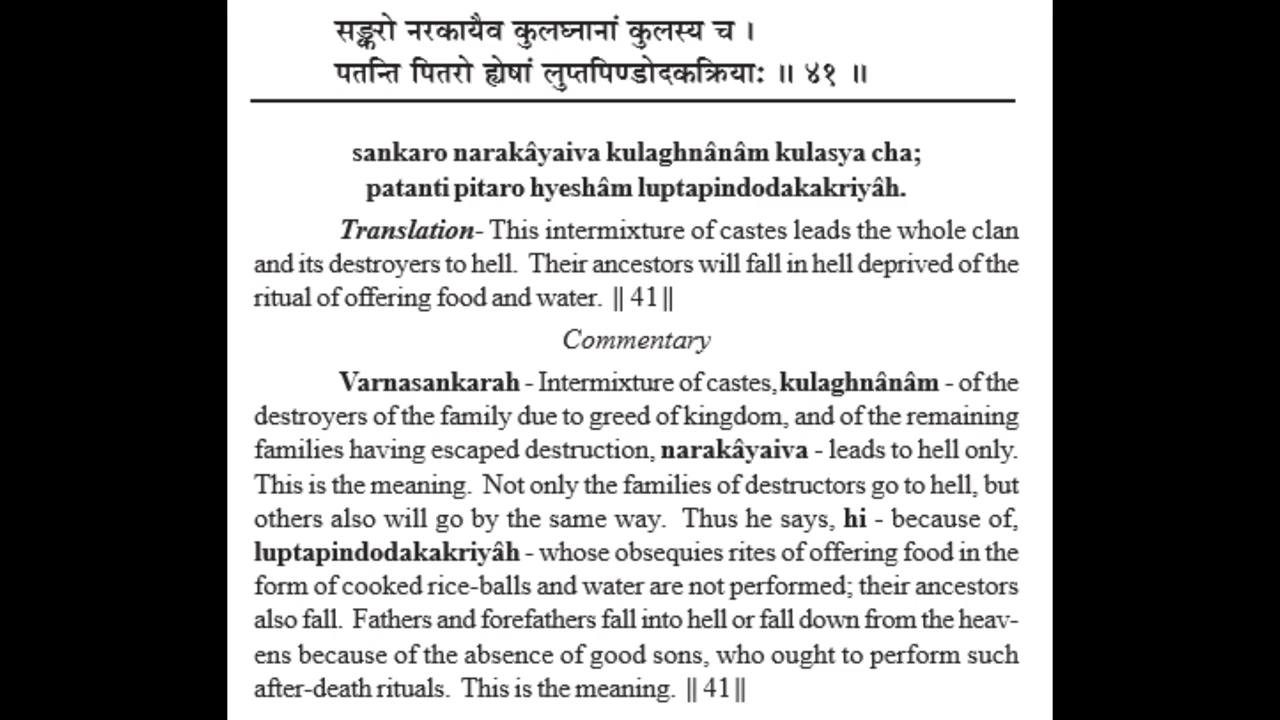 सङ्करो नरकायैव कुलघ्नानां कुलस्य च ।
पतन्ति पितरो ह्येषां लुप्तपिण्डोदकक्रियाः ॥ ४१ ॥
sankaro narakâyaiva kulaghnânâm kulasya cha;
patanti pitaro hyeshâm luptapindodakakriyâh.
Translation- This intermixture of castes leads the whole clan
and its destroyers to hell. Their ancestors will fall in hell deprived of the
ritual of offering food and water. || 41 ||
Commentary
Varnasankarah - Intermixture of castes, kulaghnânâm - of the
destroyers of the family due to greed of kingdom, and of the remaining
families having escaped destruction, narakâyaiva - leads to hell only.
This is the meaning. Not only the families of destructors go to hell, but
others also will go by the same way. Thus he says, hi - because of,
luptapindodakakriyâh - whose obsequies rites of offering food in the
form of cooked rice-balls and water are not performed; their ancestors
also fall. Fathers and forefathers fall into hell or fall down from the heav-
ens because of the absence of good sons, who ought to perform such
after-death rituals. This is the meaning. || 41 ||